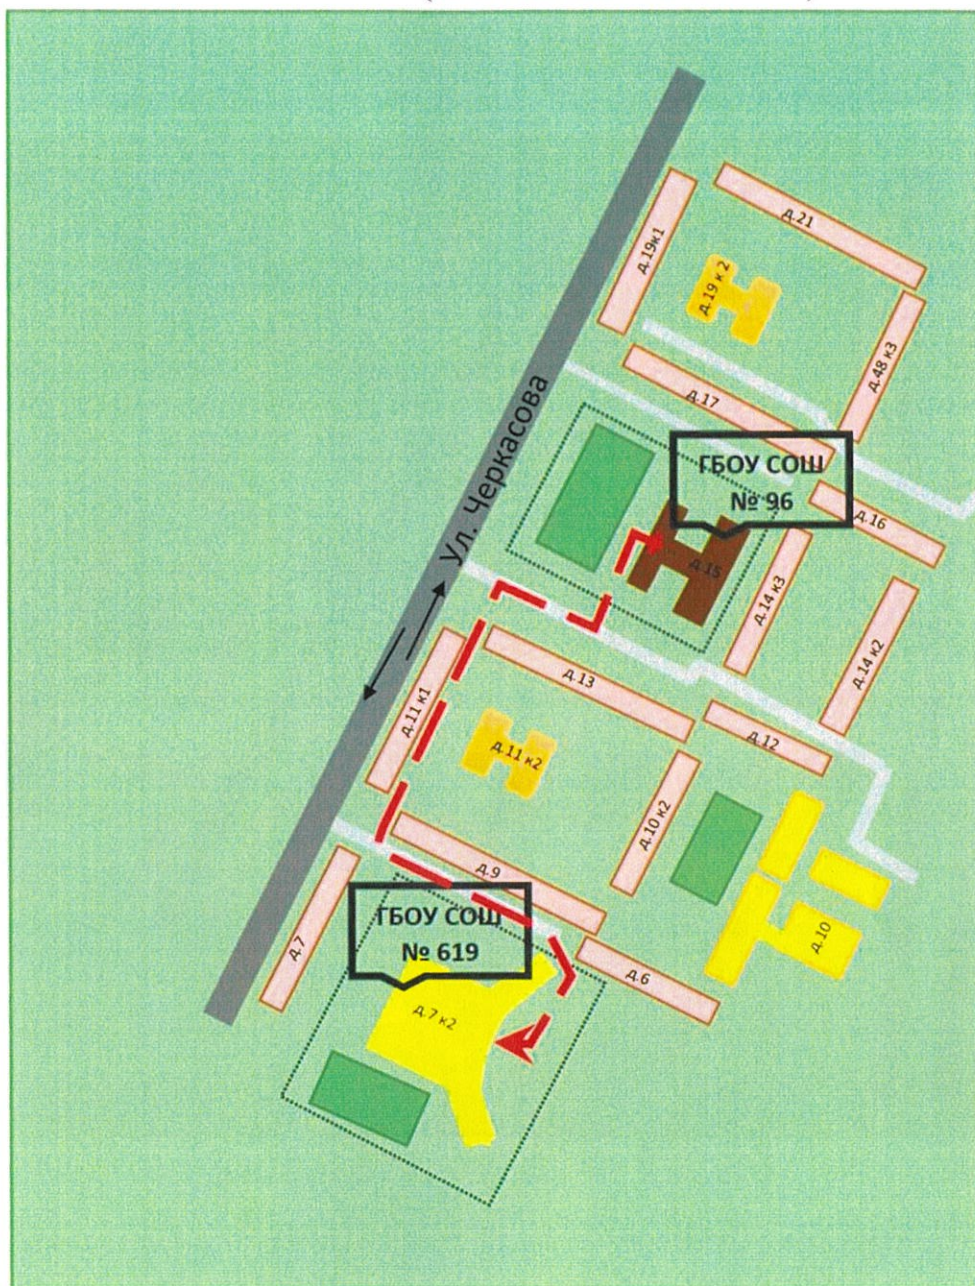 д.21
д.19к1
д.19 к 2
д.48 к3
д.17
Ул. Черкасова
ГБОУ СОШ
№ 96
д.16
д.15
д.14 к3
д.14 к2
д.13
д.11 к1
д.11 к2
д.12
д.10 к2
д.9
д.10
ГБОУ СОШ
№ 619
д.7
д.6
д.7 к2